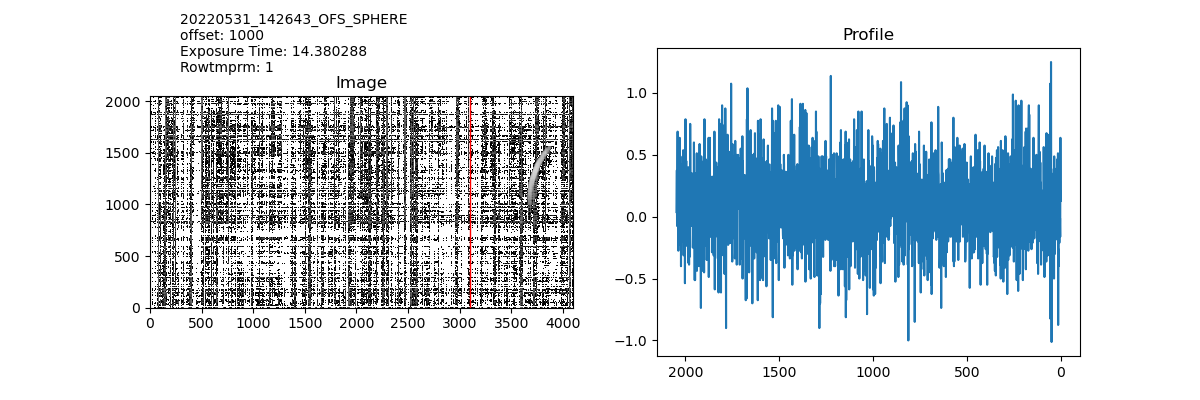 20220531_142643_OFS_SPHERE
offset: 1000
Exposure Time: 14.380288
Rowtmprm: 1
Image
2000
1500
1000
500
0
0 500 1000 1500 2000 2500 3000 3500 4000
Profile
1.0
0.5
0.0
−0.5
−1.0
2000 1500 1000 500 0